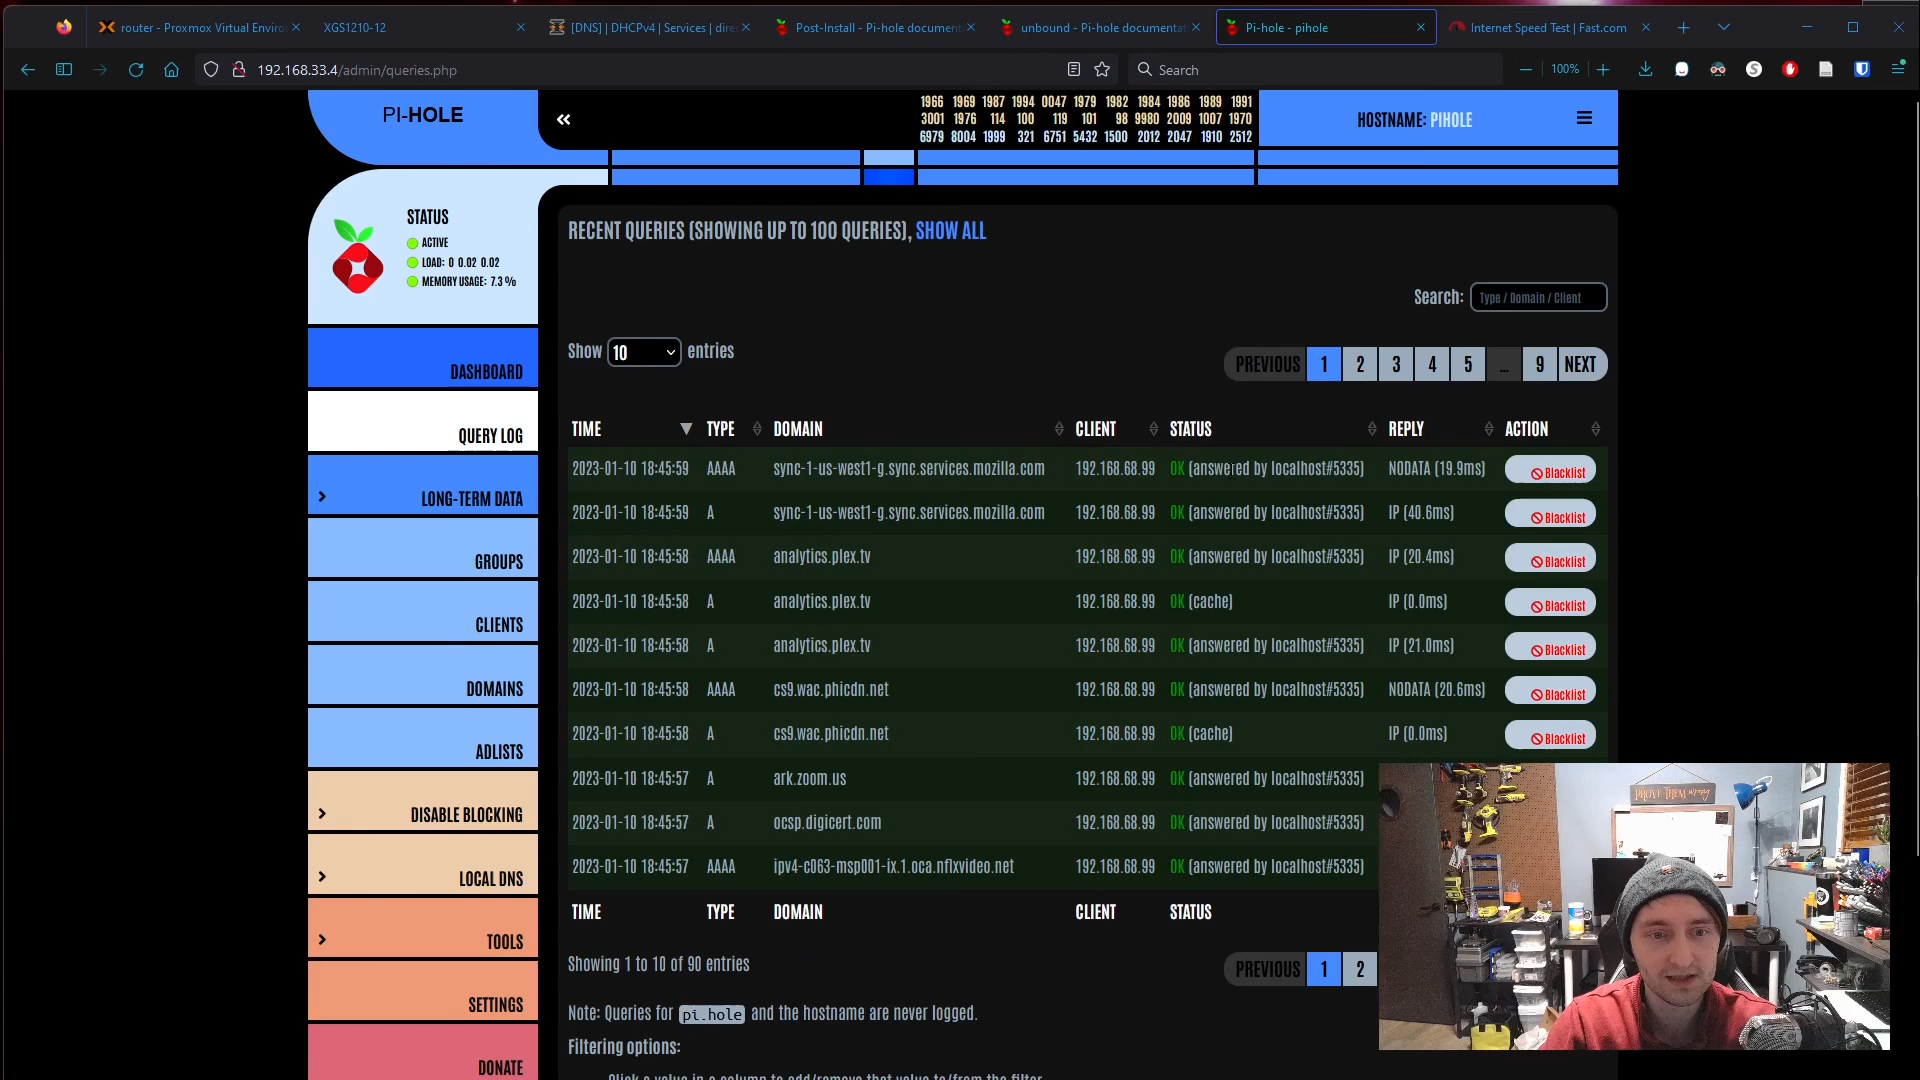 router - Proxmox Virtual Enviro
XGS1210-12
[DNS] | DHCPv4 | Services | dire
Post-Install - Pi-hole document
unbound - Pi-hole documentat
Pi-hole - pihole
Internet Speed Test | Fast.com
192.168.33.4/admin/queries.php
Search
100%
PI-HOLE
1966 1969 1987 1994 0047 1979 1982 1984 1986 1989 1991
3001 1976 114 100 119 101 98 9980 2009 1007 1970
6979 8004 1999 321 6751 5432 1500 2012 2047 1910 2512
HOSTNAME: PIHOLE
STATUS
ACTIVE
LOAD: 0 0.02 0.02
MEMORY USAGE: 7.3 %
DASHBOARD
QUERY LOG
LONG-TERM DATA
GROUPS
CLIENTS
DOMAINS
ADLISTS
DISABLE BLOCKING
LOCAL DNS
TOOLS
SETTINGS
DONATE
RECENT QUERIES (SHOWING UP TO 100 QUERIES), SHOW ALL
Search: Type / Domain / Client
Show 10 entries
PREVIOUS 1 2 3 4 5 ... 9 NEXT
TIME TYPE DOMAIN CLIENT STATUS REPLY ACTION
2023-01-10 18:45:59 AAAA sync-1-us-west1-g.sync.services.mozilla.com 192.168.68.99 OK (answered by localhost#5335) NODATA (19.9ms) Blacklist
2023-01-10 18:45:59 A sync-1-us-west1-g.sync.services.mozilla.com 192.168.68.99 OK (answered by localhost#5335) IP (40.6ms) Blacklist
2023-01-10 18:45:58 AAAA analytics.plex.tv 192.168.68.99 OK (answered by localhost#5335) IP (20.4ms) Blacklist
2023-01-10 18:45:58 A analytics.plex.tv 192.168.68.99 OK (cache) IP (0.0ms) Blacklist
2023-01-10 18:45:58 A analytics.plex.tv 192.168.68.99 OK (answered by localhost#5335) IP (21.0ms) Blacklist
2023-01-10 18:45:58 AAAA cs9.wac.phicdn.net 192.168.68.99 OK (answered by localhost#5335) NODATA (20.6ms) Blacklist
2023-01-10 18:45:58 A cs9.wac.phicdn.net 192.168.68.99 OK (cache) IP (0.0ms) Blacklist
2023-01-10 18:45:57 A ark.zoom.us 192.168.68.99 OK (answered by localhost#5335)
2023-01-10 18:45:57 A ocsp.digicert.com 192.168.68.99 OK (answered by localhost#5335)
2023-01-10 18:45:57 AAAA ipv4-c063-msp001-ix.1.oca.nflxvideo.net 192.168.68.99 OK (answered by localhost#5335)
TIME TYPE DOMAIN CLIENT STATUS
Showing 1 to 10 of 90 entries
PREVIOUS 1 2
Note: Queries for pi.hole and the hostname are never logged.
Filtering options:
Click a value in a column to add/remove that value to/from the filter
PROVE THEM wrong